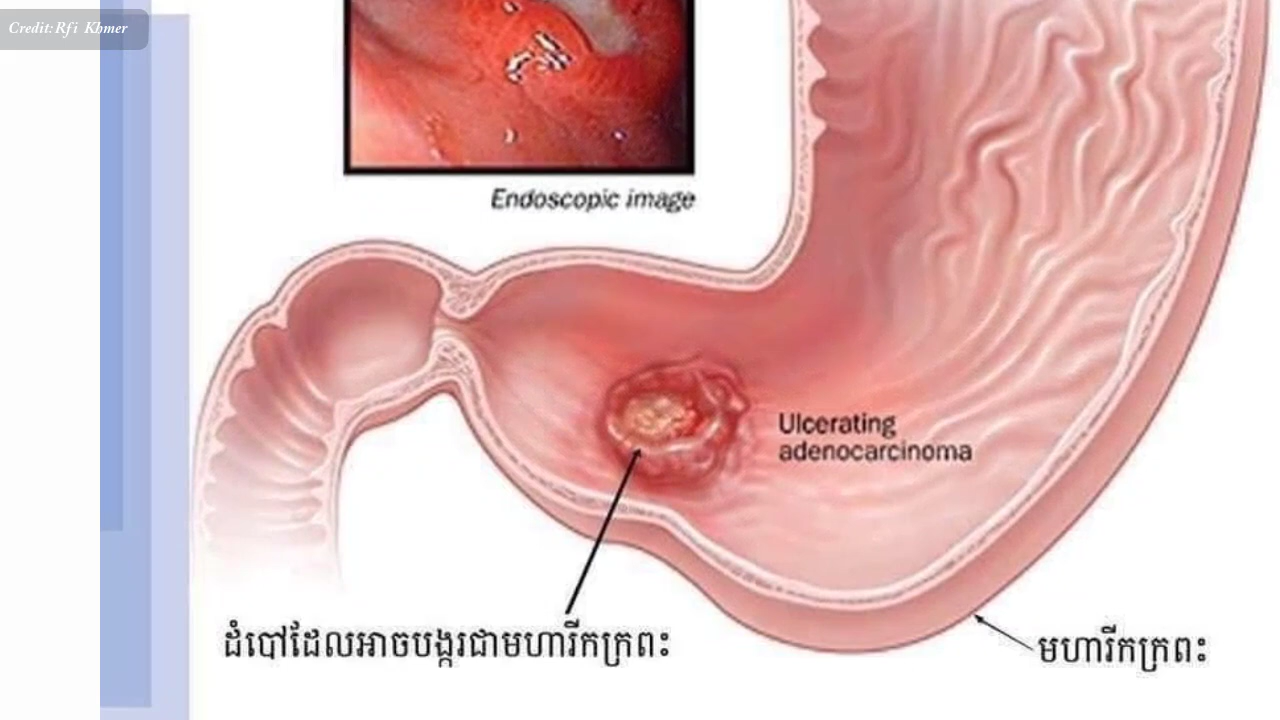 Credit:Rfi Khmer
Endoscopic image
Ulcerating
adenocarcinoma
ដំបៅដែលអាចបង្ករជាមហារីកក្រពះ
មហារីកក្រពះ